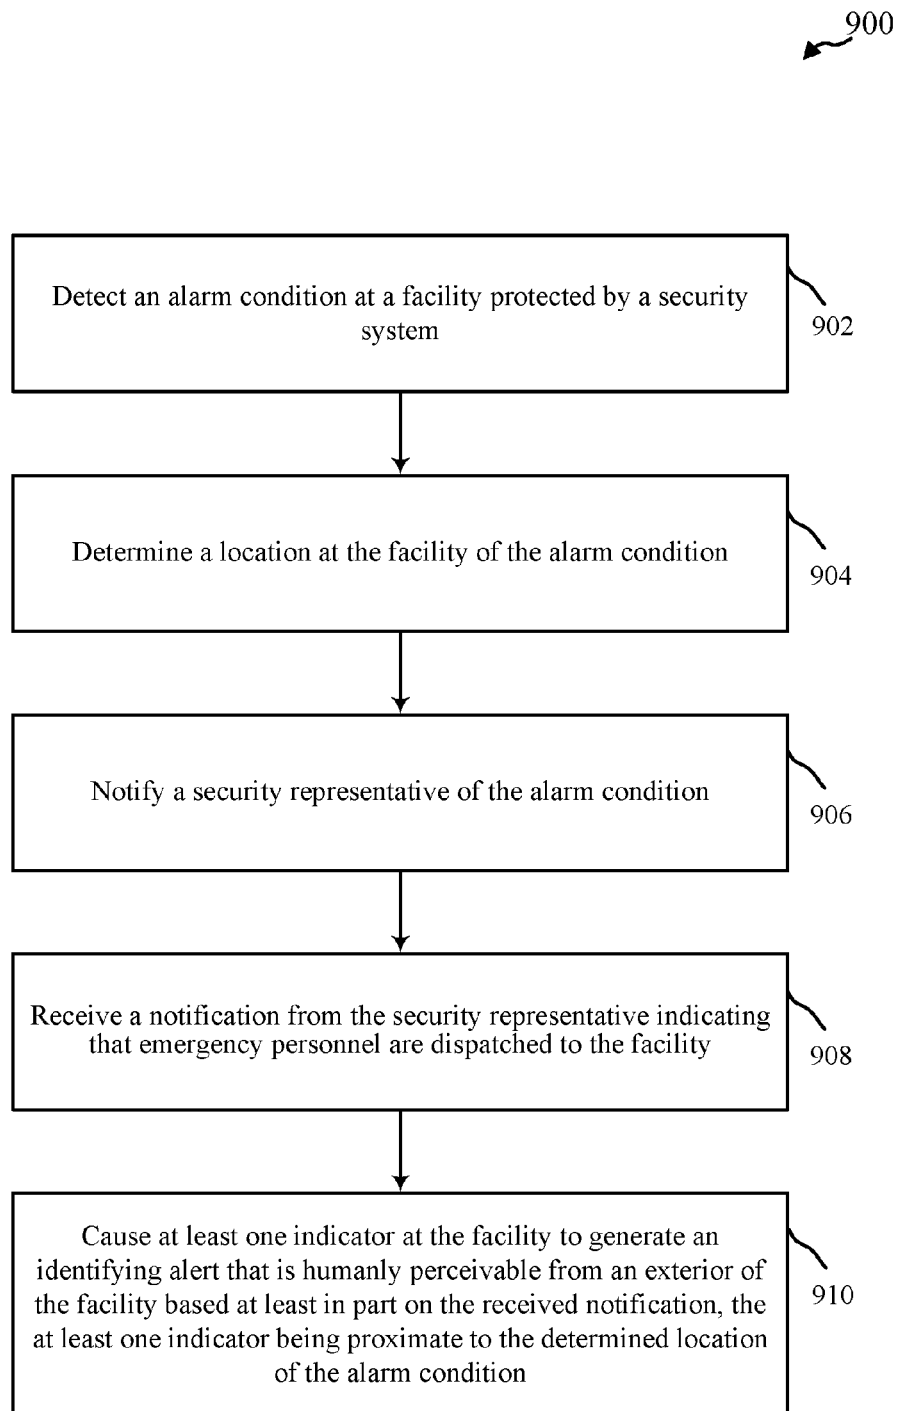 900
Detect an alarm condition at a facility protected by a security
system
902
Determine a location at the facility of the alarm condition
904
Notify a security representative of the alarm condition
906
Receive a notification from the security representative indicating
that emergency personnel are dispatched to the facility
908
Cause at least one indicator at the facility to generate an
identifying alert that is humanly perceivable from an exterior of
the facility based at least in part on the received notification, the
at least one indicator being proximate to the determined location
of the alarm condition
910